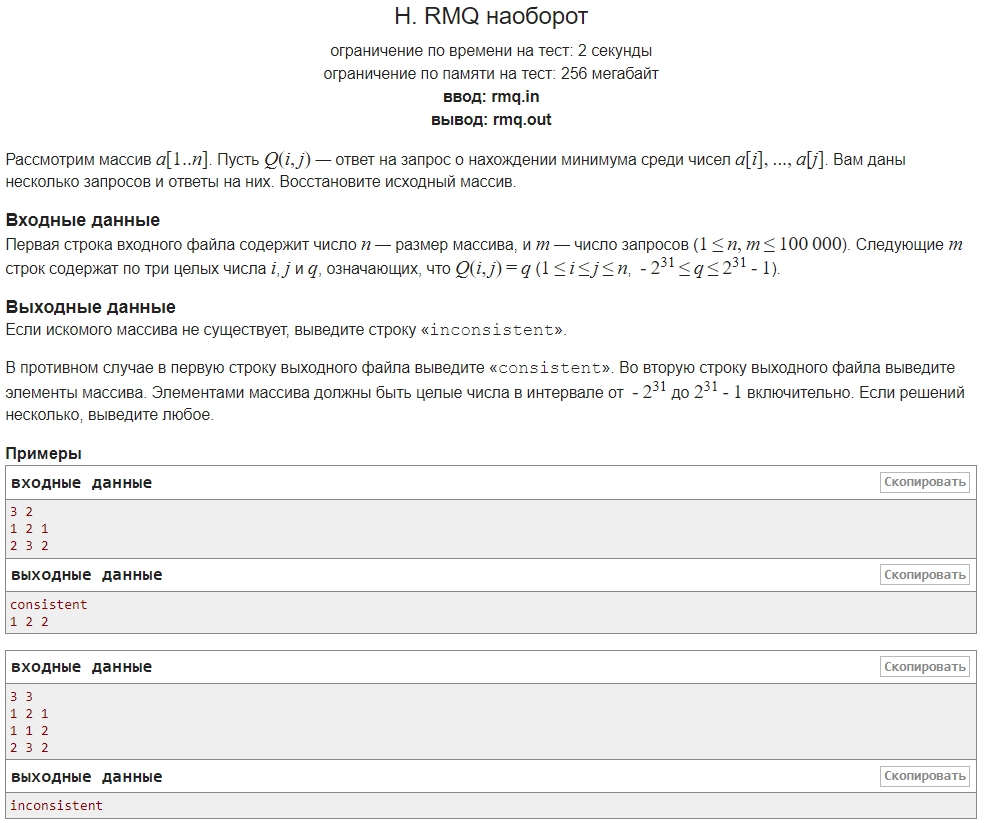 H. RMQ наоборот
ограничение по времени на тест: 2 секунды
ограничение по памяти на тест: 256 мегабайт
ввод: rmq.in
вывод: rmq.out
Рассмотрим массив a[1..n]. Пусть Q(i, j) — ответ на запрос о нахождении минимума среди чисел a[i], ..., a[j]. Вам даны
несколько запросов и ответы на них. Восстановите исходный массив.
Входные данные
Первая строка входного файла содержит число n — размер массива, и m — число запросов (1 ≤ n, m ≤ 100 000). Следующие m
строк содержат по три целых числа i, j и q, означающих, что Q(i, j) = q (1 ≤ i ≤ j ≤ n, - 2^31 ≤ q ≤ 2^31 - 1).
Выходные данные
Если искомого массива не существует, выведите строку «inconsistent».
В противном случае в первую строку выходного файла выведите «consistent». Во вторую строку выходного файла выведите
элементы массива. Элементами массива должны быть целые числа в интервале от - 2^31 до 2^31 - 1 включительно. Если решений
несколько, выведите любое.
Примеры
входные данные Скопировать
3 2
1 2 1
2 3 2
выходные данные Скопировать
consistent
1 2 2
входные данные Скопировать
3 3
1 2 1
1 1 2
2 3 2
выходные данные Скопировать
inconsistent